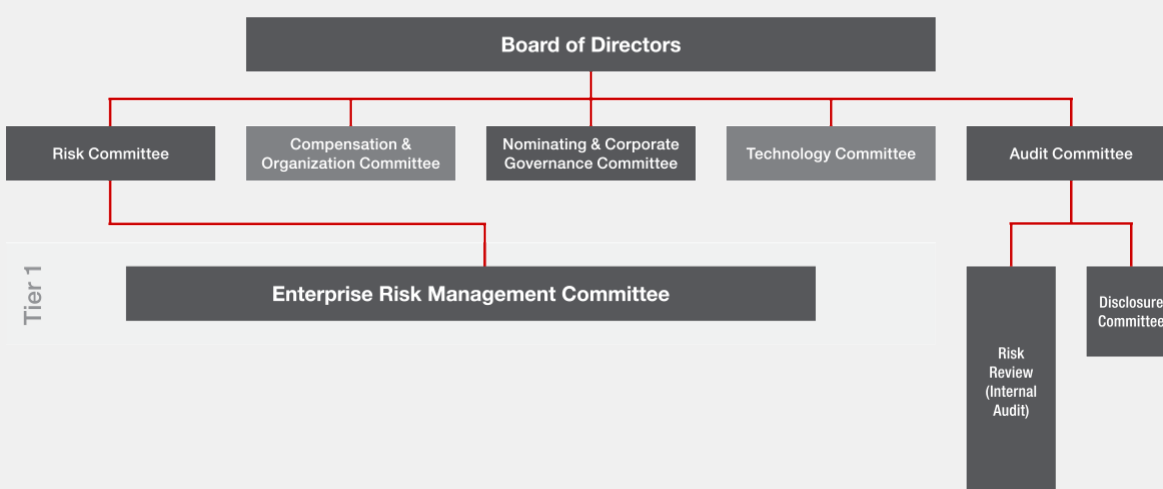 Board of Directors
Risk Committee
Compensation &
Organization Committee
Nominating & Corporate
Governance Committee
Technology Committee
Audit Committee
Tier 1
Enterprise Risk Management Committee
Disclosure
Committee
Risk
Review
(Internal
Audit)